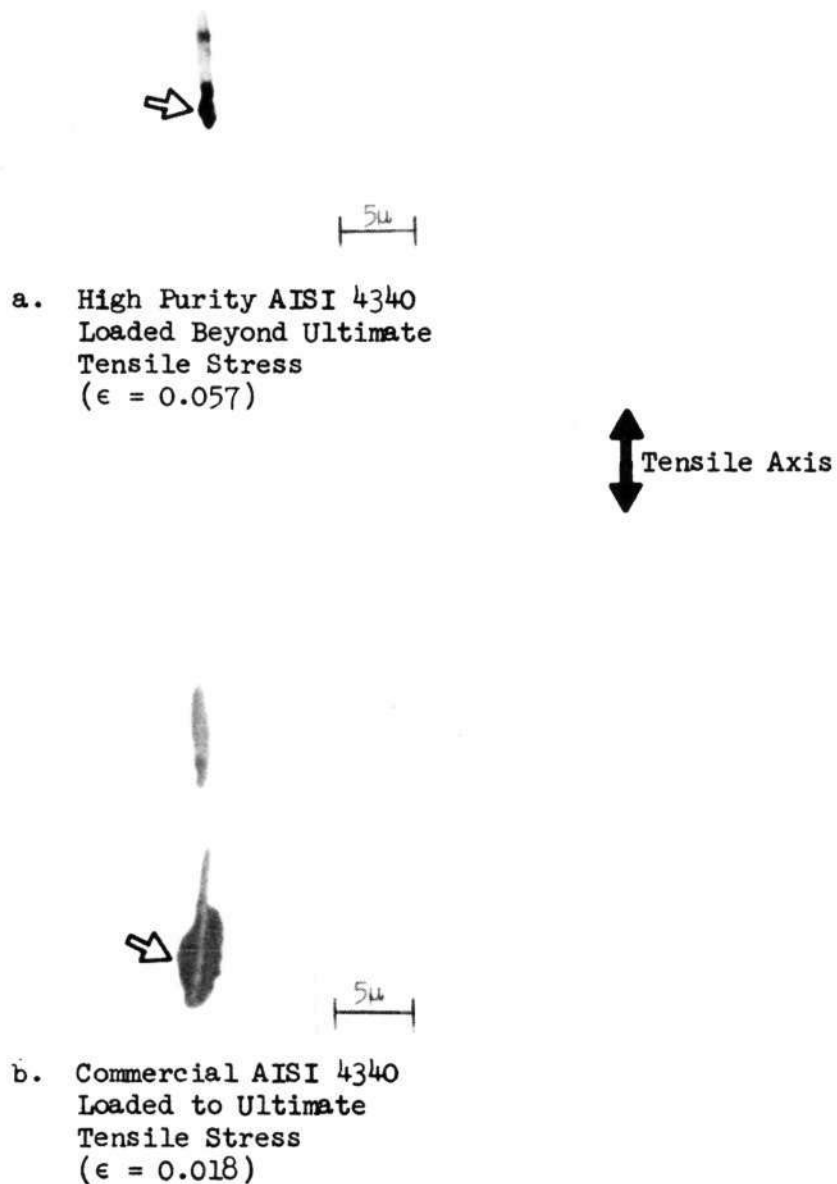 5μ
a. High Purity AISI 4340
Loaded Beyond Ultimate
Tensile Stress
(ϵ = 0.057)
Tensile Axis
5μ
b. Commercial AISI 4340
Loaded to Ultimate
Tensile Stress
(ϵ = 0.018)